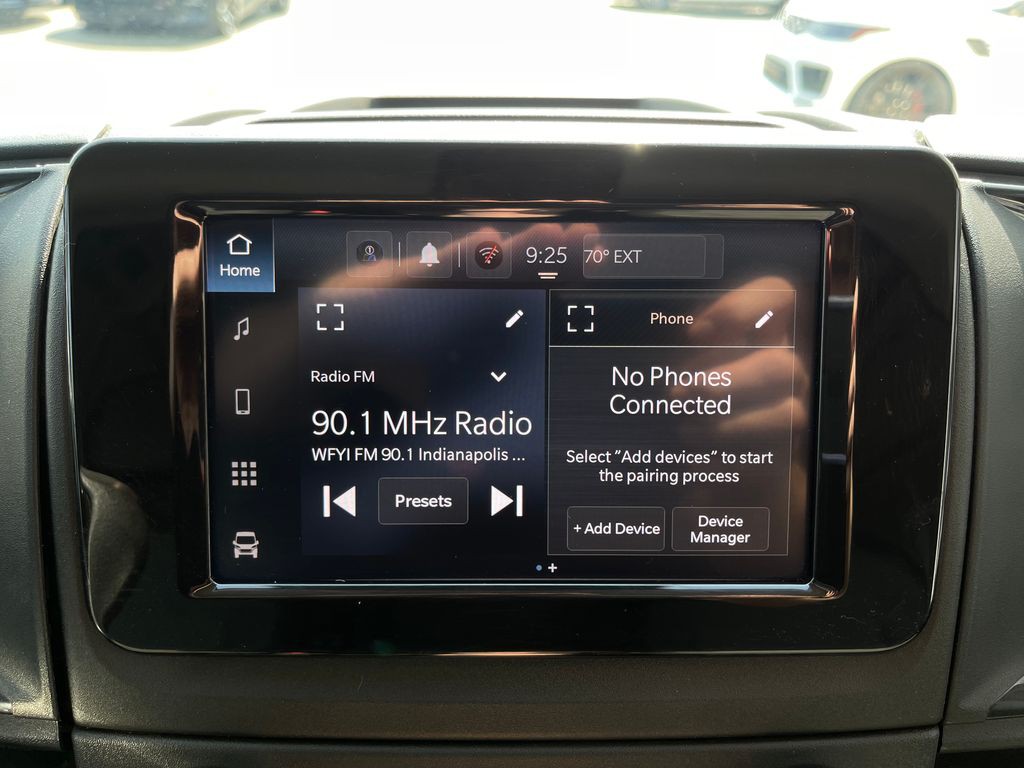 Home
9:25
70° EXT
Radio FM
90.1 MHz Radio
WFYI FM 90.1 Indianapolis ...
Presets
Phone
No Phones
Connected
Select "Add devices" to start
the pairing process
+ Add Device
Device
Manager
+